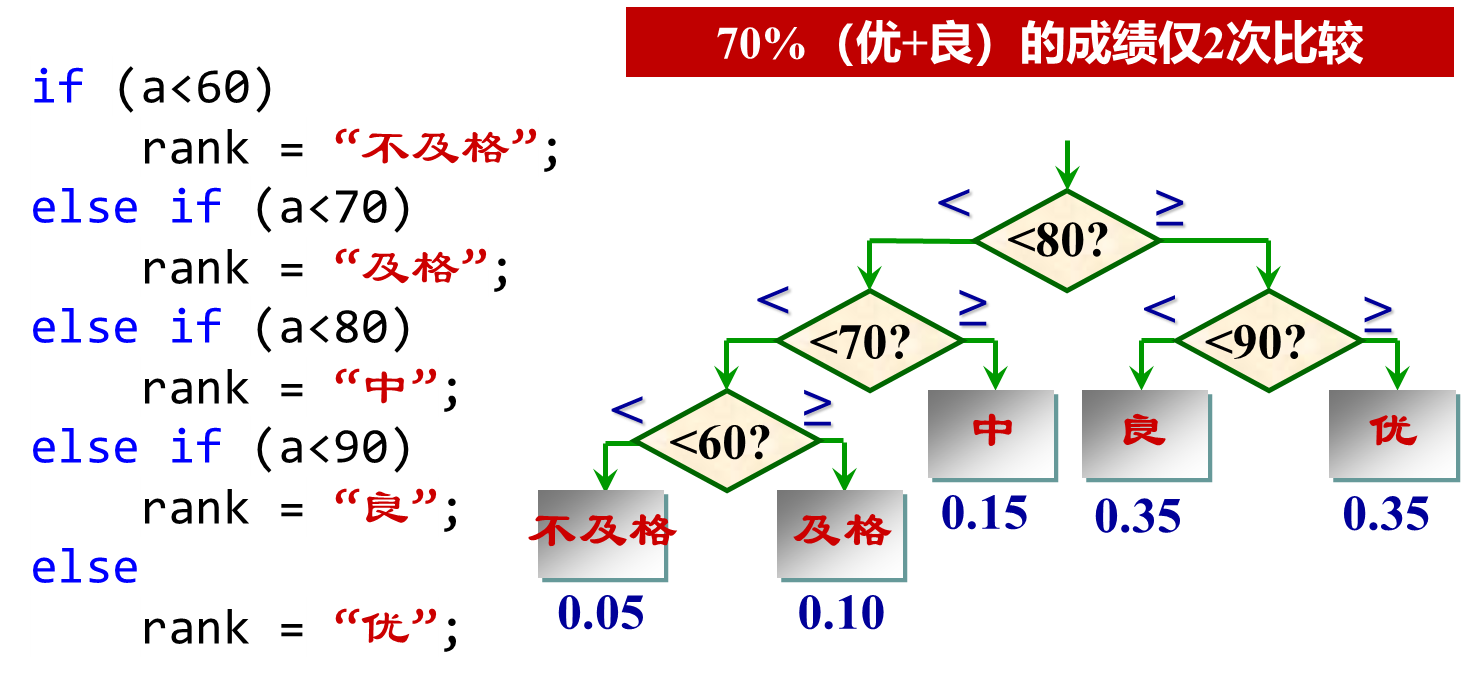 70%（优+良）的成绩仅2次比较
if (a<60)
rank = “不及格”;
else if (a<70)
rank = “及格”;
else if (a<80)
rank = “中”;
else if (a<90)
rank = “良”;
else
rank = “优”;
< ≥
<80?
< ≥ < ≥
<70? <90?
< ≥
<60?
中 良 优
0.15 0.35 0.35
不及格 及格
0.05 0.10